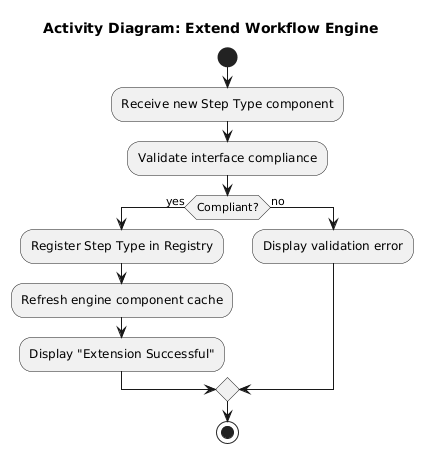 Activity Diagram: Extend Workflow Engine
Receive new Step Type component
Validate interface compliance
yes
Compliant?
no
Register Step Type in Registry
Display validation error
Refresh engine component cache
Display "Extension Successful"